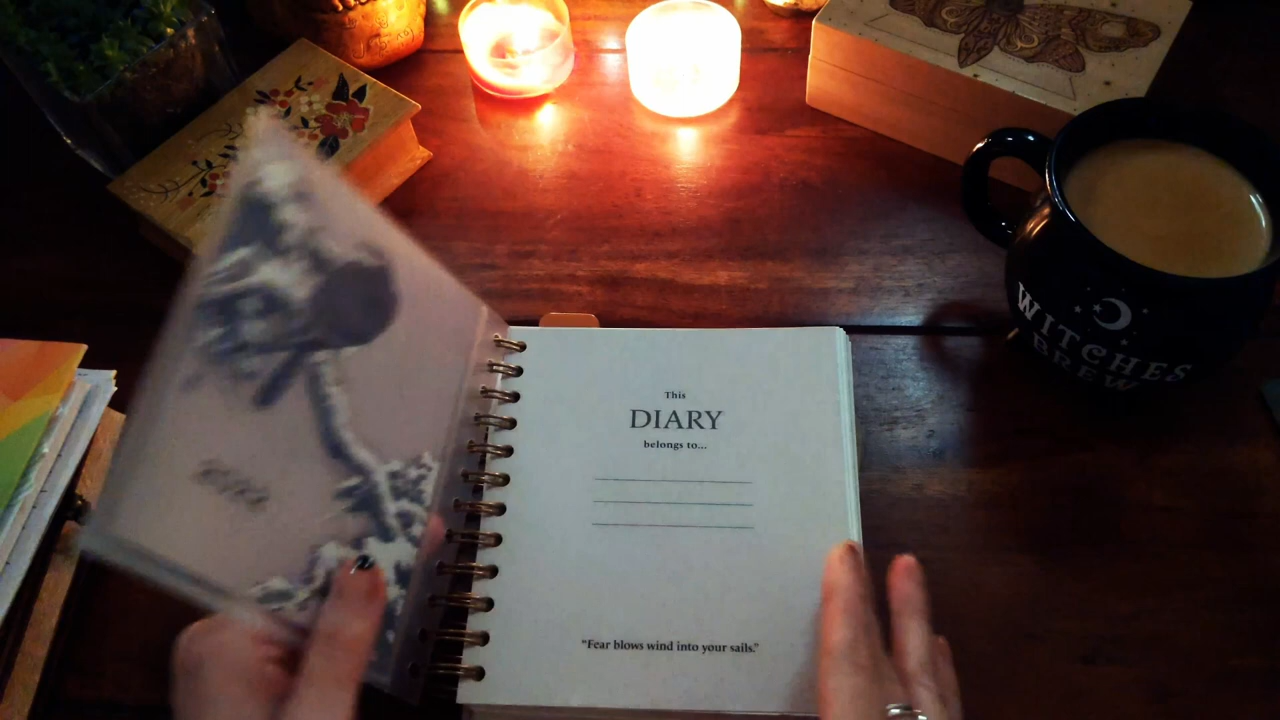 This
DIARY
belongs to...
"Fear blows wind into your sails."
WITCHES
BREW